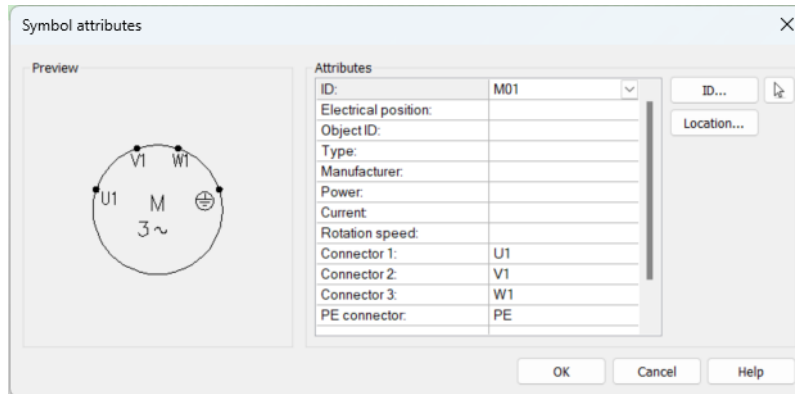 Symbol attributes
Preview
V1 W1
U1 M
3~
Attributes
ID: M01
Electrical position:
Object ID:
Type:
Manufacturer:
Power:
Current:
Rotation speed:
Connector 1: U1
Connector 2: V1
Connector 3: W1
PE connector: PE
ID...
Location...
OK Cancel Help